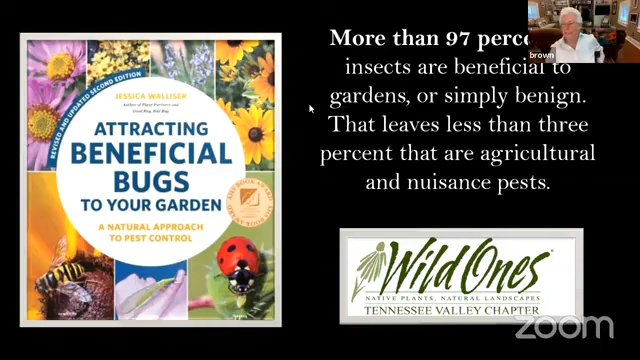 REVISED AND UPDATED SECOND EDITION
JESSICA WALLISER
Author of Plant Partners and
Good Bug, Bad Bug
ATTRACTING
BENEFICIAL
BUGS
TO YOUR GARDEN
A NATURAL APPROACH
TO PEST CONTROL
More than 97 perce
insects are beneficial to
gardens, or simply benign.
That leaves less than three
percent that are agricultural
and nuisance pests.
brown
Wild Ones
NATIVE PLANTS, NATURAL LANDSCAPES
TENNESSEE VALLEY CHAPTER
zoom